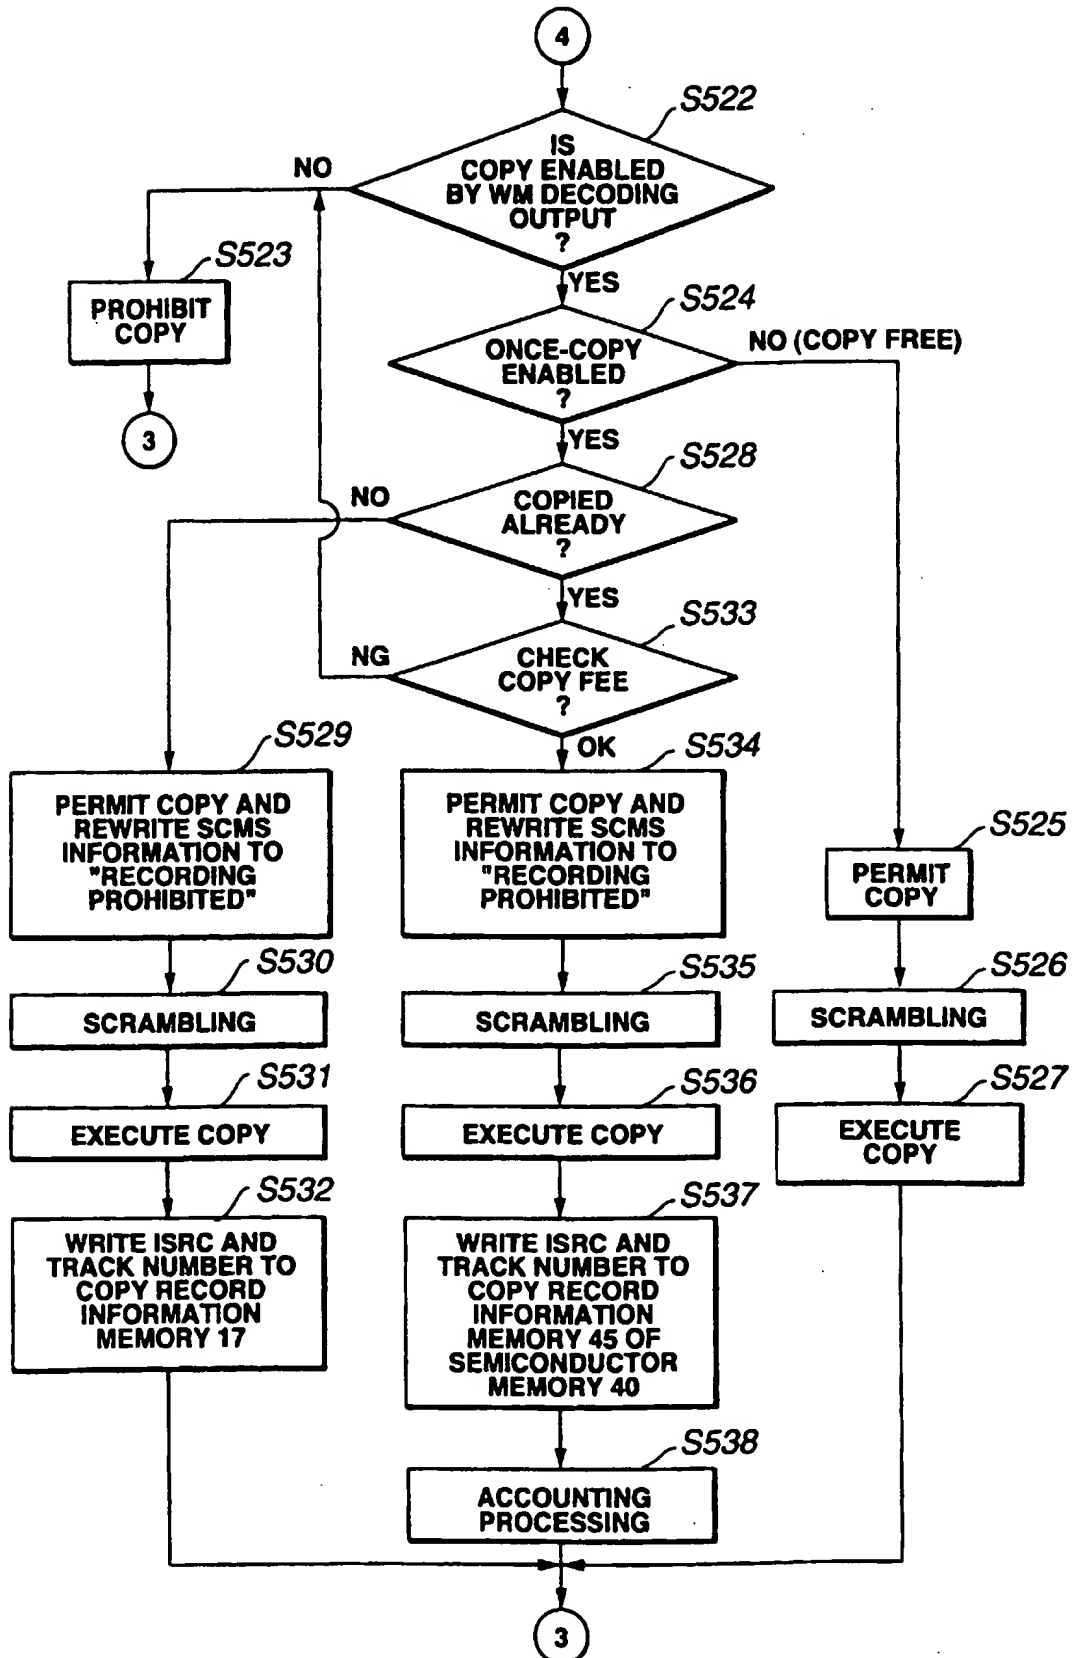 4
S522
IS
COPY ENABLED
BY WM DECODING
OUTPUT
?
NO
YES
S523
PROHIBIT
COPY
3
S524
ONCE-COPY
ENABLED
?
NO (COPY FREE)
YES
S528
COPIED
ALREADY
?
NO
YES
S533
CHECK
COPY FEE
?
NG
OK
S529
PERMIT COPY AND
REWRITE SCMS
INFORMATION TO
"RECORDING
PROHIBITED"
S534
PERMIT COPY AND
REWRITE SCMS
INFORMATION TO
"RECORDING
PROHIBITED"
S525
PERMIT
COPY
S530
SCRAMBLING
S535
SCRAMBLING
S526
SCRAMBLING
S531
EXECUTE COPY
S536
EXECUTE COPY
S527
EXECUTE
COPY
S532
WRITE ISRC AND
TRACK NUMBER TO
COPY RECORD
INFORMATION
MEMORY 17
S537
WRITE ISRC AND
TRACK NUMBER TO
COPY RECORD
INFORMATION
MEMORY 45 OF
SEMICONDUCTOR
MEMORY 40
S538
ACCOUNTING
PROCESSING
3